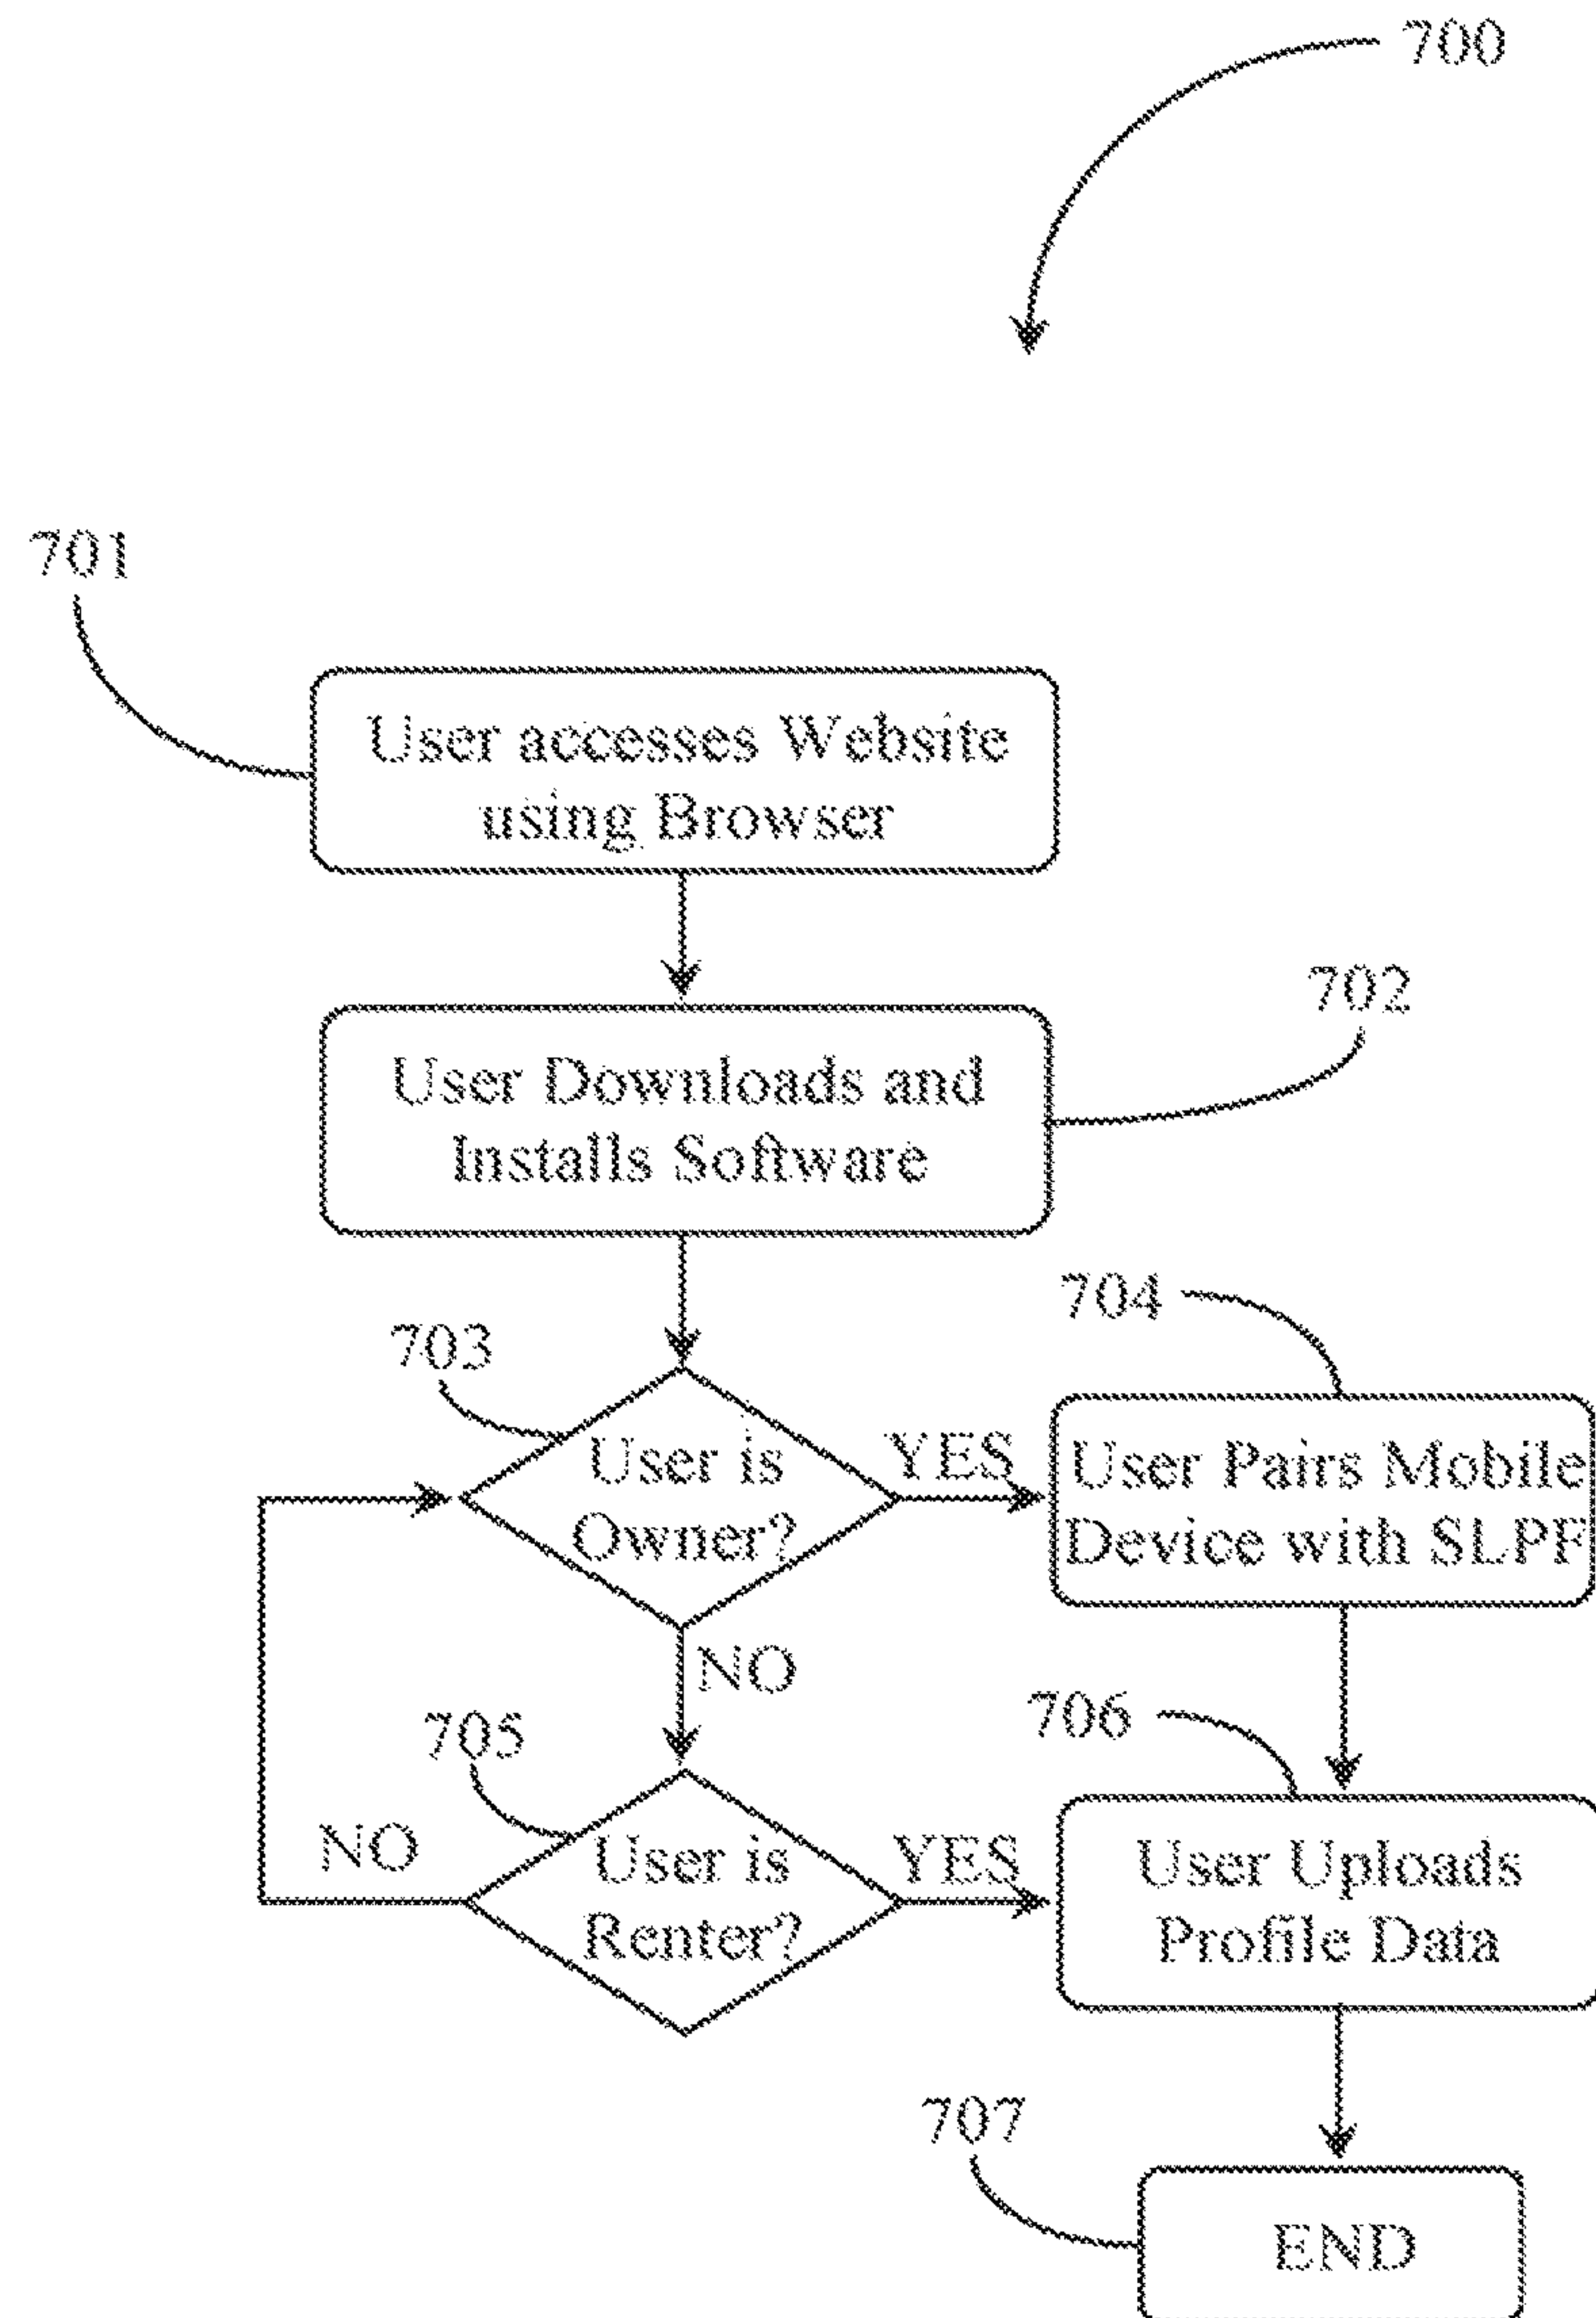 700
701
User accesses Website
using Browser
702
User Downloads and
Installs Software
704
703
User is
Owner?
YES
User Pairs Mobile
Device with SLPF
NO
706
705
NO
User is
Renter?
YES
User Uploads
Profile Data
707
END